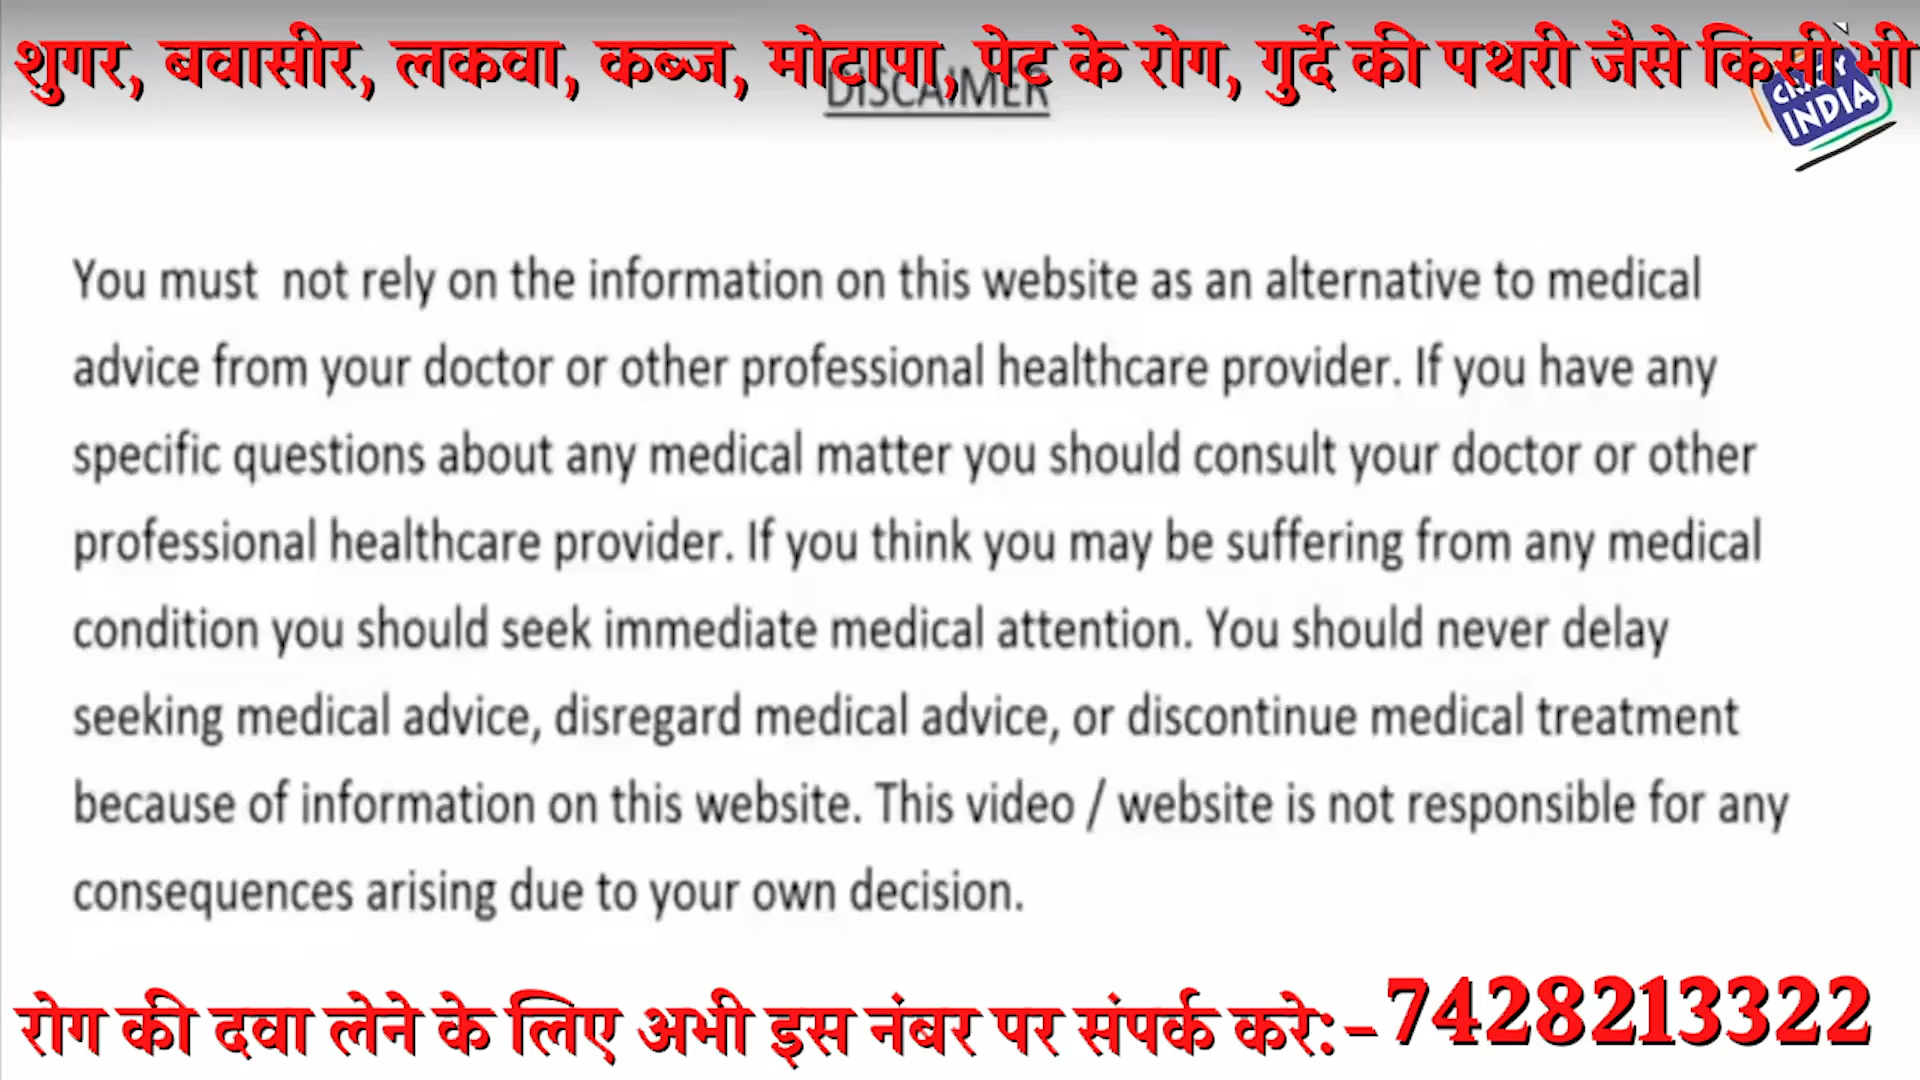 शुगर, बवासीर, लकवा, कब्ज, मोटापा, पेट के रोग, गुर्दे की पथरी जैसे किसी भी
DISCAIMER
INDIA
You must not rely on the information on this website as an alternative to medical
advice from your doctor or other professional healthcare provider. If you have any
specific questions about any medical matter you should consult your doctor or other
professional healthcare provider. If you think you may be suffering from any medical
condition you should seek immediate medical attention. You should never delay
seeking medical advice, disregard medical advice, or discontinue medical treatment
because of information on this website. This video / website is not responsible for any
consequences arising due to your own decision.
रोग की दवा लेने के लिए अभी इस नंबर पर संपर्क करे:-7428213322